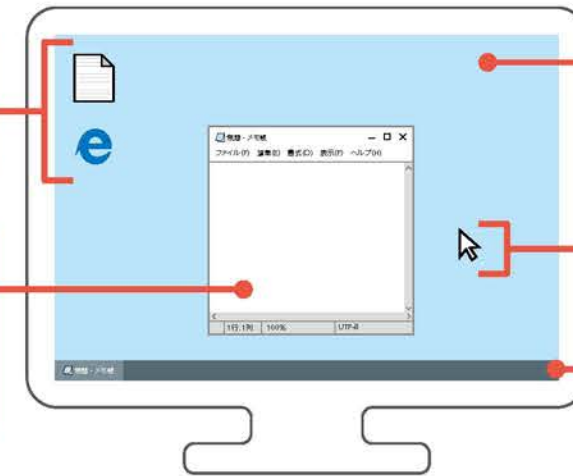 無題 - メモ帳
ファイル(F) 編集(E) 書式(O) 表示(V) ヘルプ(H)
1行, 1列 100% UTF-8
無題 - メモ帳